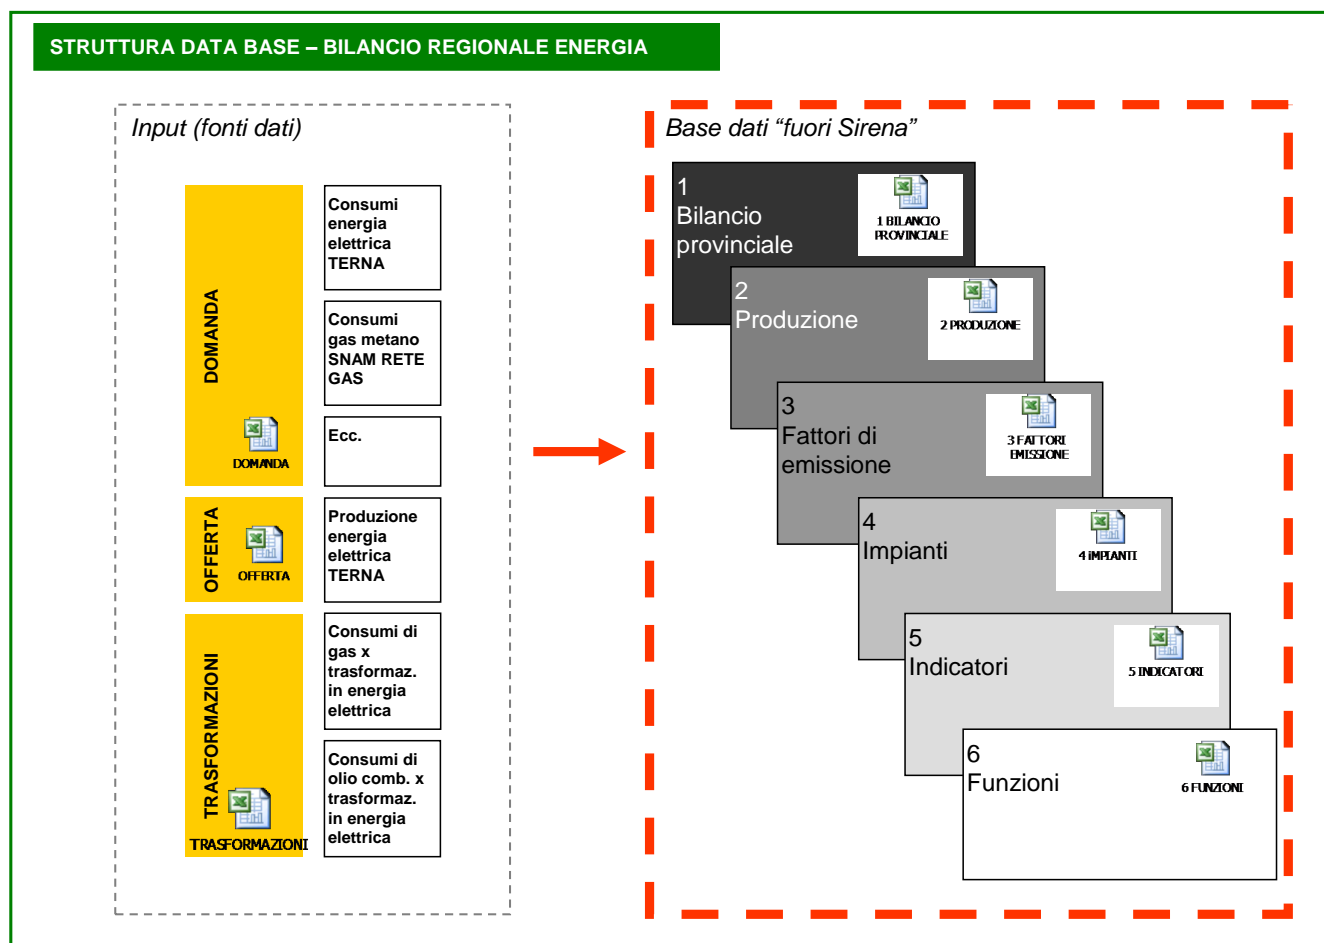 STRUTTURA DATA BASE – BILANCIO REGIONALE ENERGIA
Input (fonti dati)
DOMANDA
DOMANDA
Consumi
energia
elettrica
TERNA
Consumi
gas metano
SNAM RETE
GAS
Ecc.
OFFERTA
OFFERTA
Produzione
energia
elettrica
TERNA
TRASFORMAZIONI
TRASFORMAZIONI
Consumi di
gas x
trasformaz.
in energia
elettrica
Consumi di
olio comb. x
trasformaz.
in energia
elettrica
Base dati “fuori Sirena”
1
Bilancio
provinciale
1 BILANCIO
PROVINCIALE
2
Produzione
2 PRODUZIONE
3
Fattori di
emissione
3 FATTORI
EMISSIONE
4
Impianti
4 iMPIANTI
5
Indicatori
5 INDICATORI
6
Funzioni
6 FUNZIONI